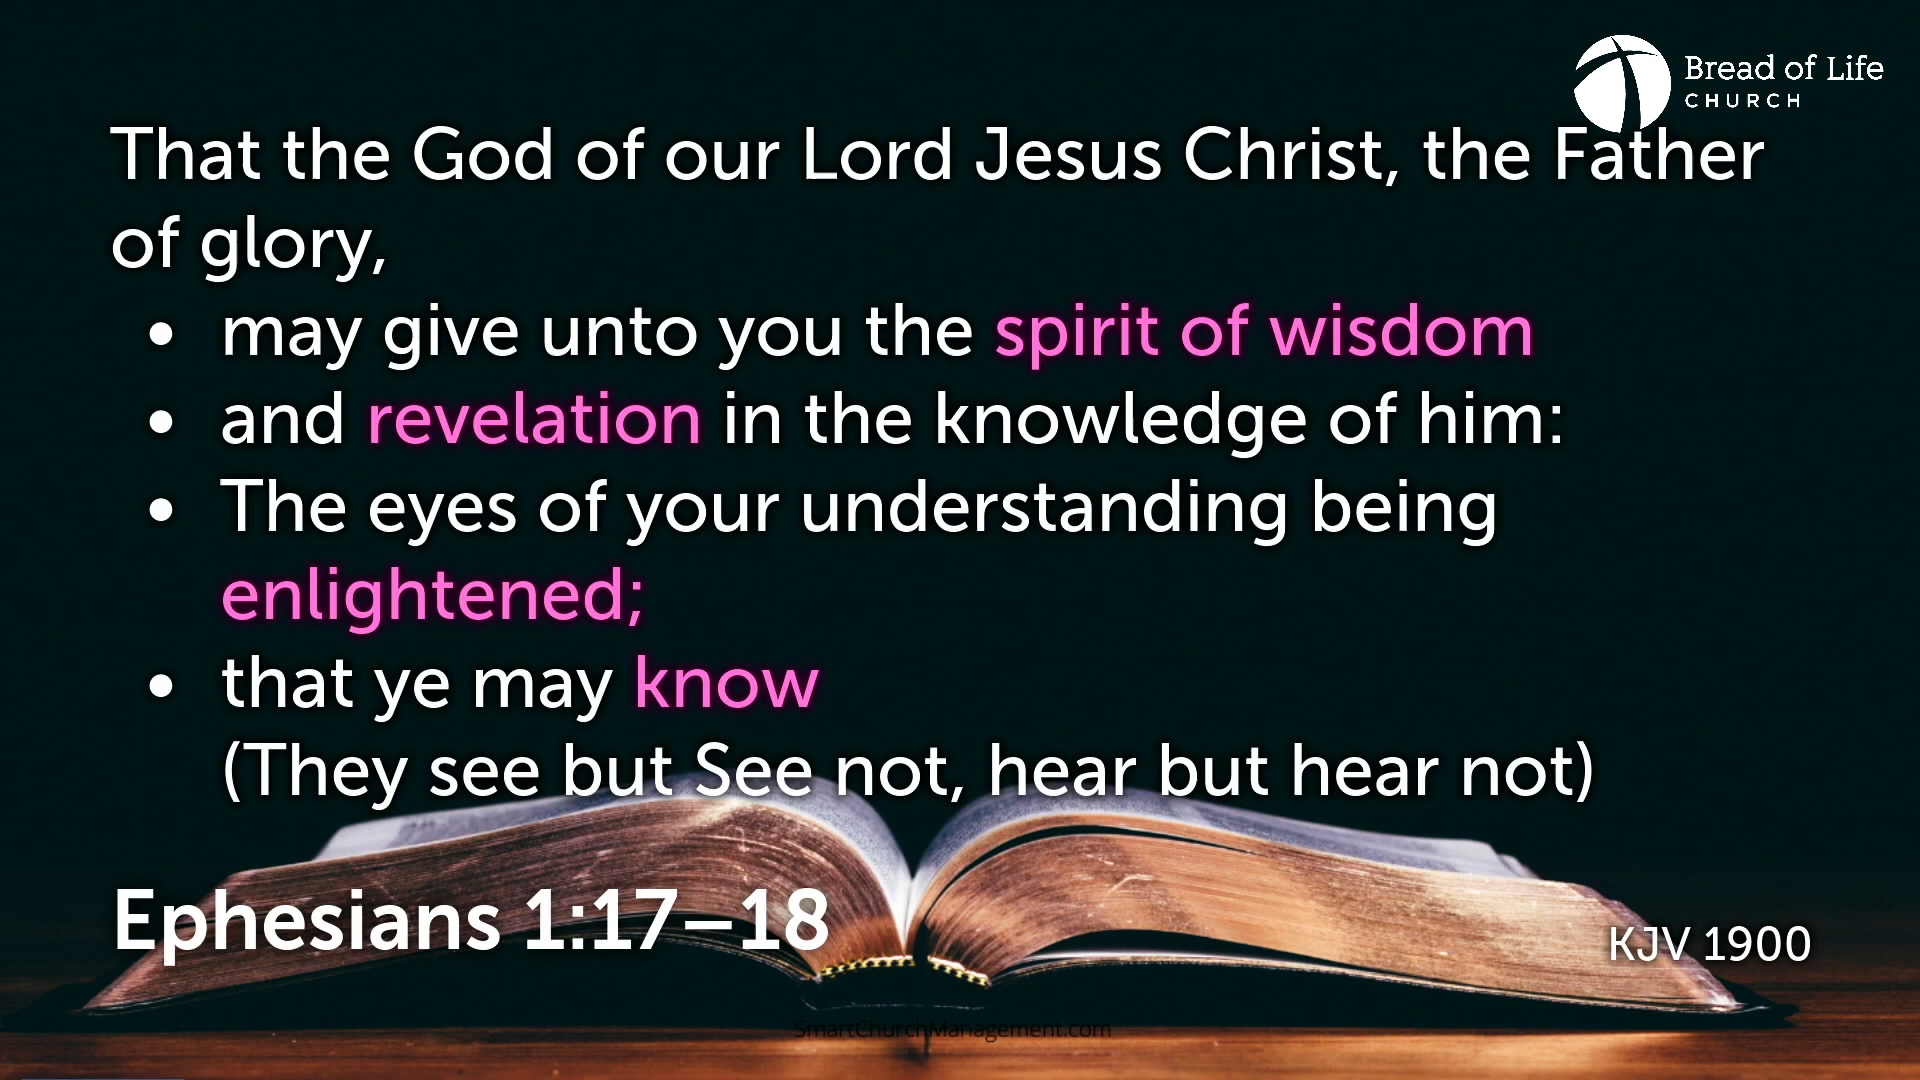 Bread of Life
CHURCH
That the God of our Lord Jesus Christ, the Father
of glory,
• may give unto you the spirit of wisdom
• and revelation in the knowledge of him:
• The eyes of your understanding being
enlightened;
• that ye may know
(They see but See not, hear but hear not)
Ephesians 1:17–18
KJV 1900
SmartChurchManagement.com